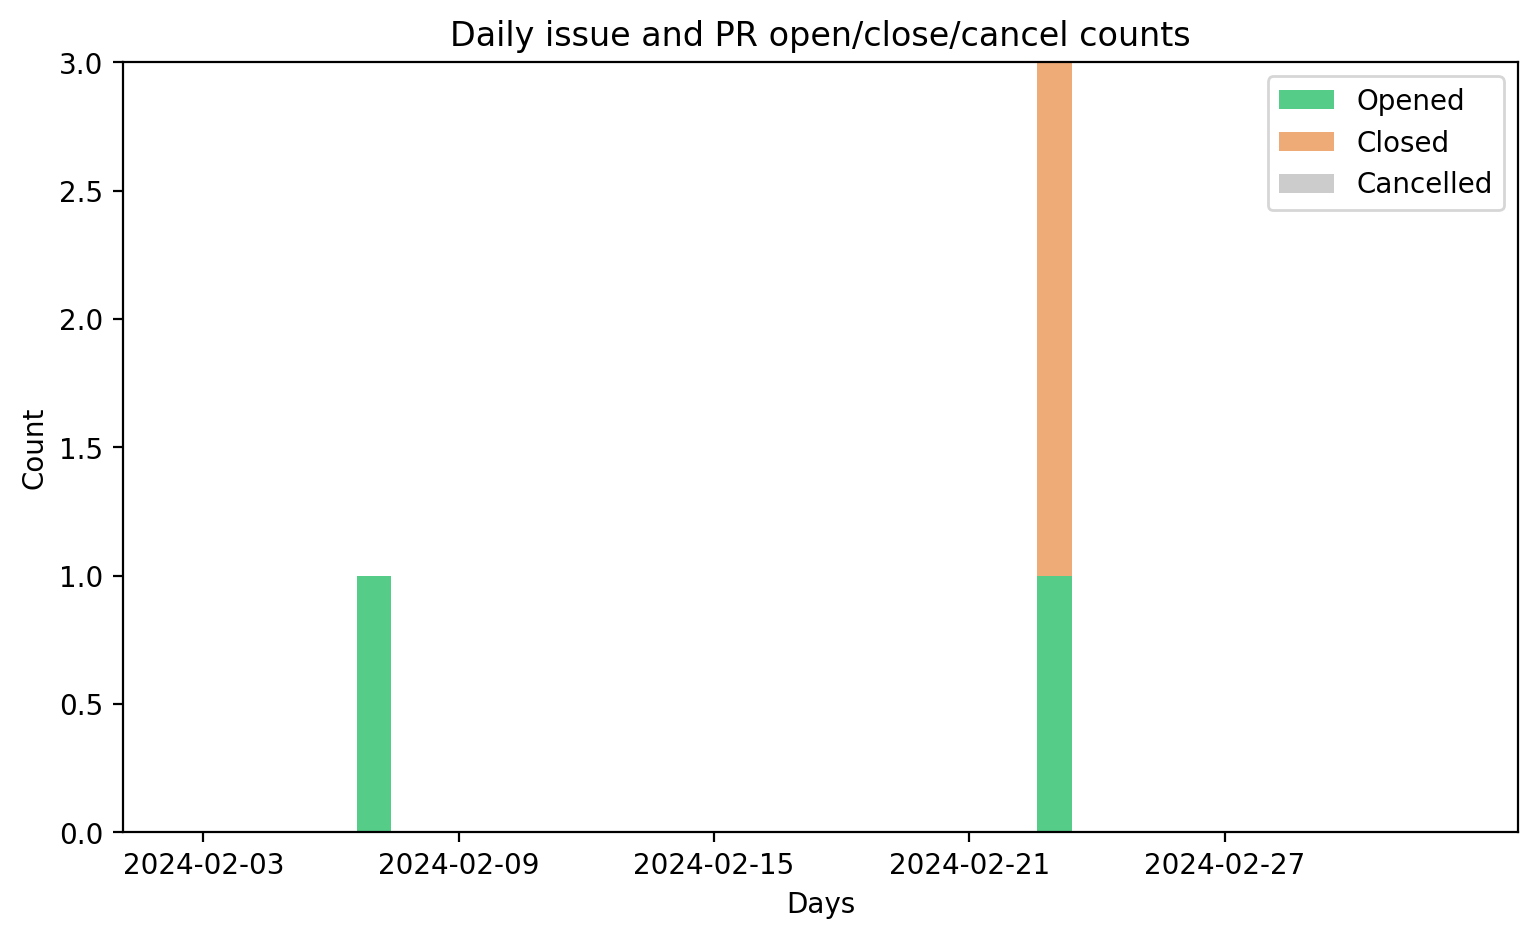 Daily issue and PR open/close/cancel counts
3.0
2.5
2.0
1.5
1.0
0.5
0.0
Count
Opened
Closed
Cancelled
2024-02-03
2024-02-09
2024-02-15
2024-02-21
2024-02-27
Days